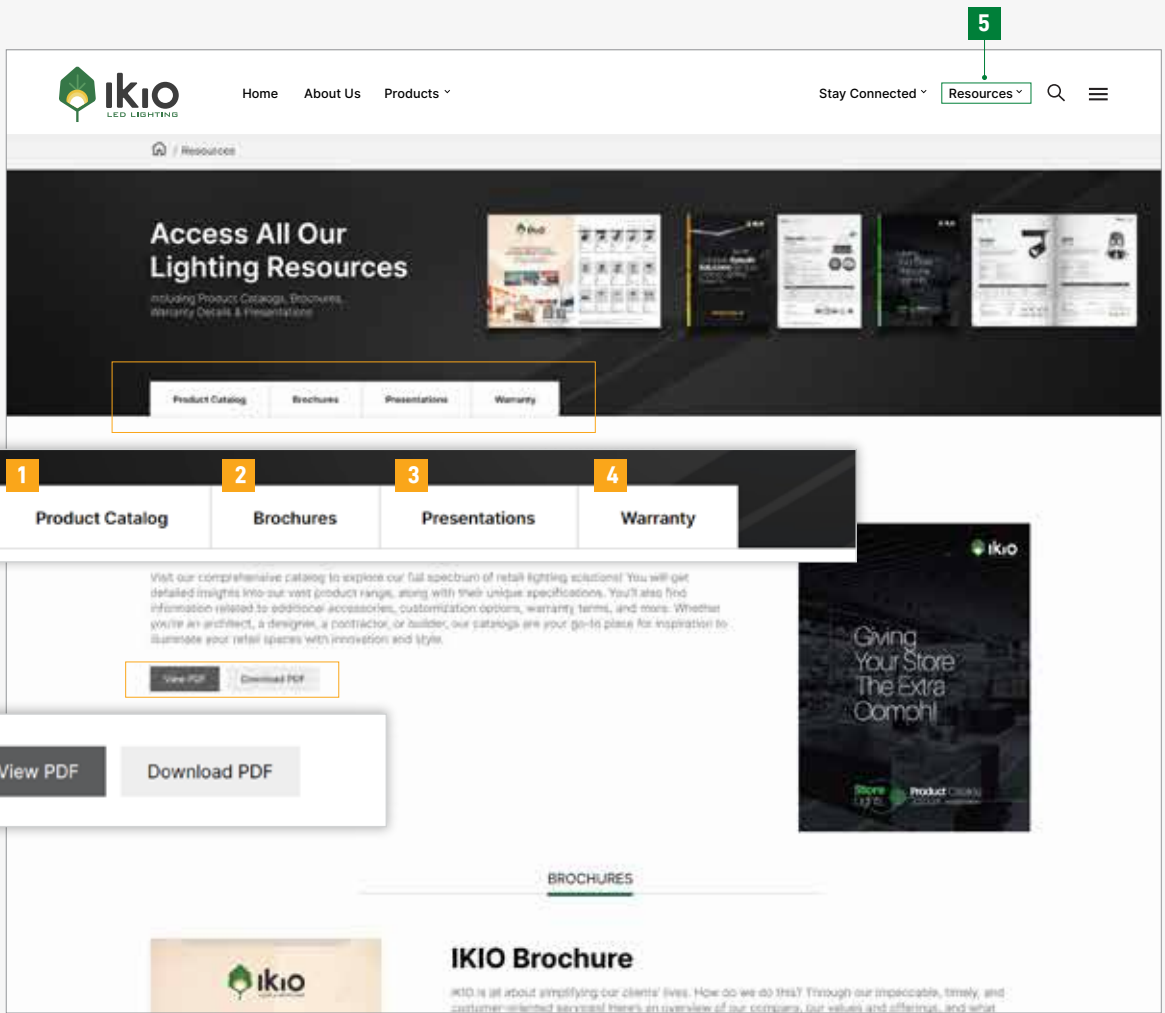 5
ikio
LED LIGHTING
Home About Us Products
Stay Connected Resources
/ Resources
Access All Our
Lighting Resources
Including Product Catalogs, Brochures,
Warranty Details & Presentations
ikio
Product Catalog Brochures Presentations Warranty
1 2 3 4
Product Catalog Brochures Presentations Warranty
Visit our comprehensive catalog to explore our full spectrum of retail lighting solutions! You will get
detailed insights into our vast product range, along with their unique specifications. You'll also find
information related to additional accessories, customization options, warranty terms, and more. Whether
you're an architect, a designer, a contractor, or builder, our catalogs are your go-to place for inspiration to
illuminate your retail spaces with innovation and style.
View PDF Download PDF
View PDF Download PDF
ikio
Giving
Your Store
The Extra
Oomph!
Store
Lights
Product Catalog
BROCHURES
ikio
IKIO Brochure
IKIO is all about simplifying our clients' lives. How do we do this? Through our impeccable, timely, and
customer-oriented services! Here's an overview of our company, our values and offerings, and what